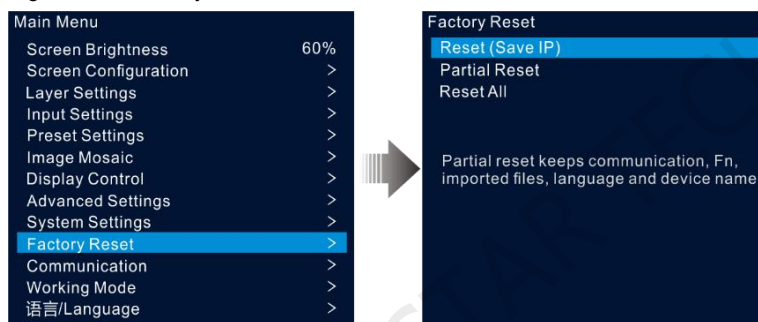 Main Menu
Screen Brightness 60%
Screen Configuration >
Layer Settings >
Input Settings >
Preset Settings >
Image Mosaic >
Display Control >
Advanced Settings >
System Settings >
Factory Reset >
Communication >
Working Mode >
语言/Language >
Factory Reset
Reset (Save IP)
Partial Reset
Reset All
Partial reset keeps communication, Fn,
imported files, language and device name